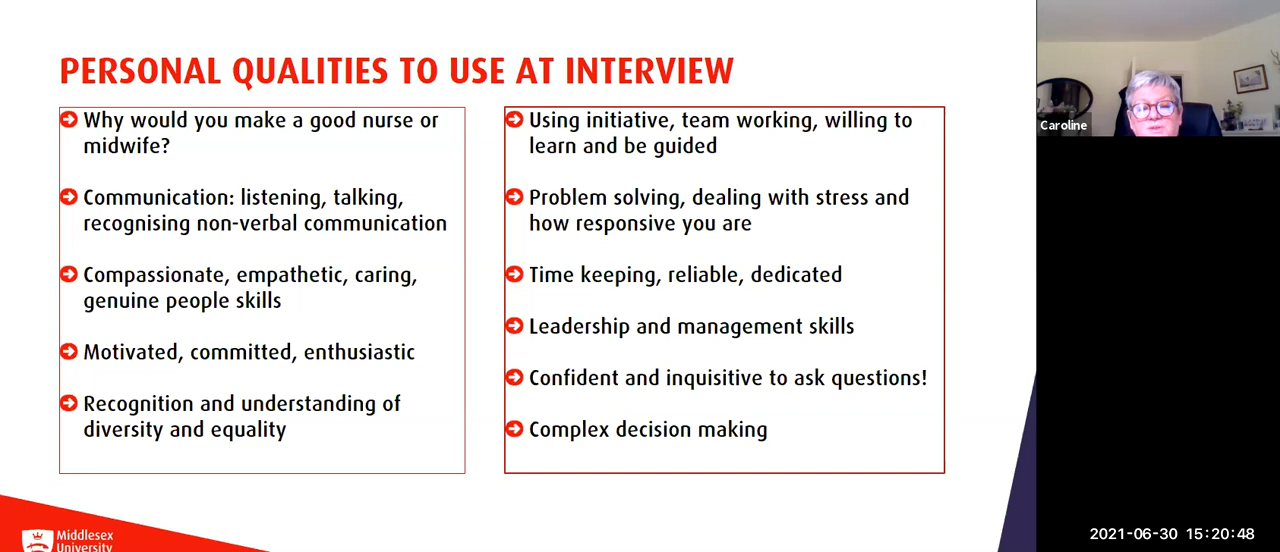 PERSONAL QUALITIES TO USE AT INTERVIEW
Why would you make a good nurse or
midwife?
Communication: listening, talking,
recognising non-verbal communication
Compassionate, empathetic, caring,
genuine people skills
Motivated, committed, enthusiastic
Recognition and understanding of
diversity and equality
Using initiative, team working, willing to
learn and be guided
Problem solving, dealing with stress and
how responsive you are
Time keeping, reliable, dedicated
Leadership and management skills
Confident and inquisitive to ask questions!
Complex decision making
Middlesex
University
Caroline
2021-06-30 15:20:48